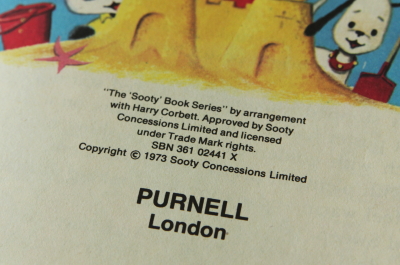 "The 'Sooty' Book Series" by arrangement
with Harry Corbett. Approved by Sooty
Concessions Limited and licensed
under Trade Mark rights.
SBN 361 02441 X
Copyright © 1973 Sooty Concessions Limited
PURNELL
London